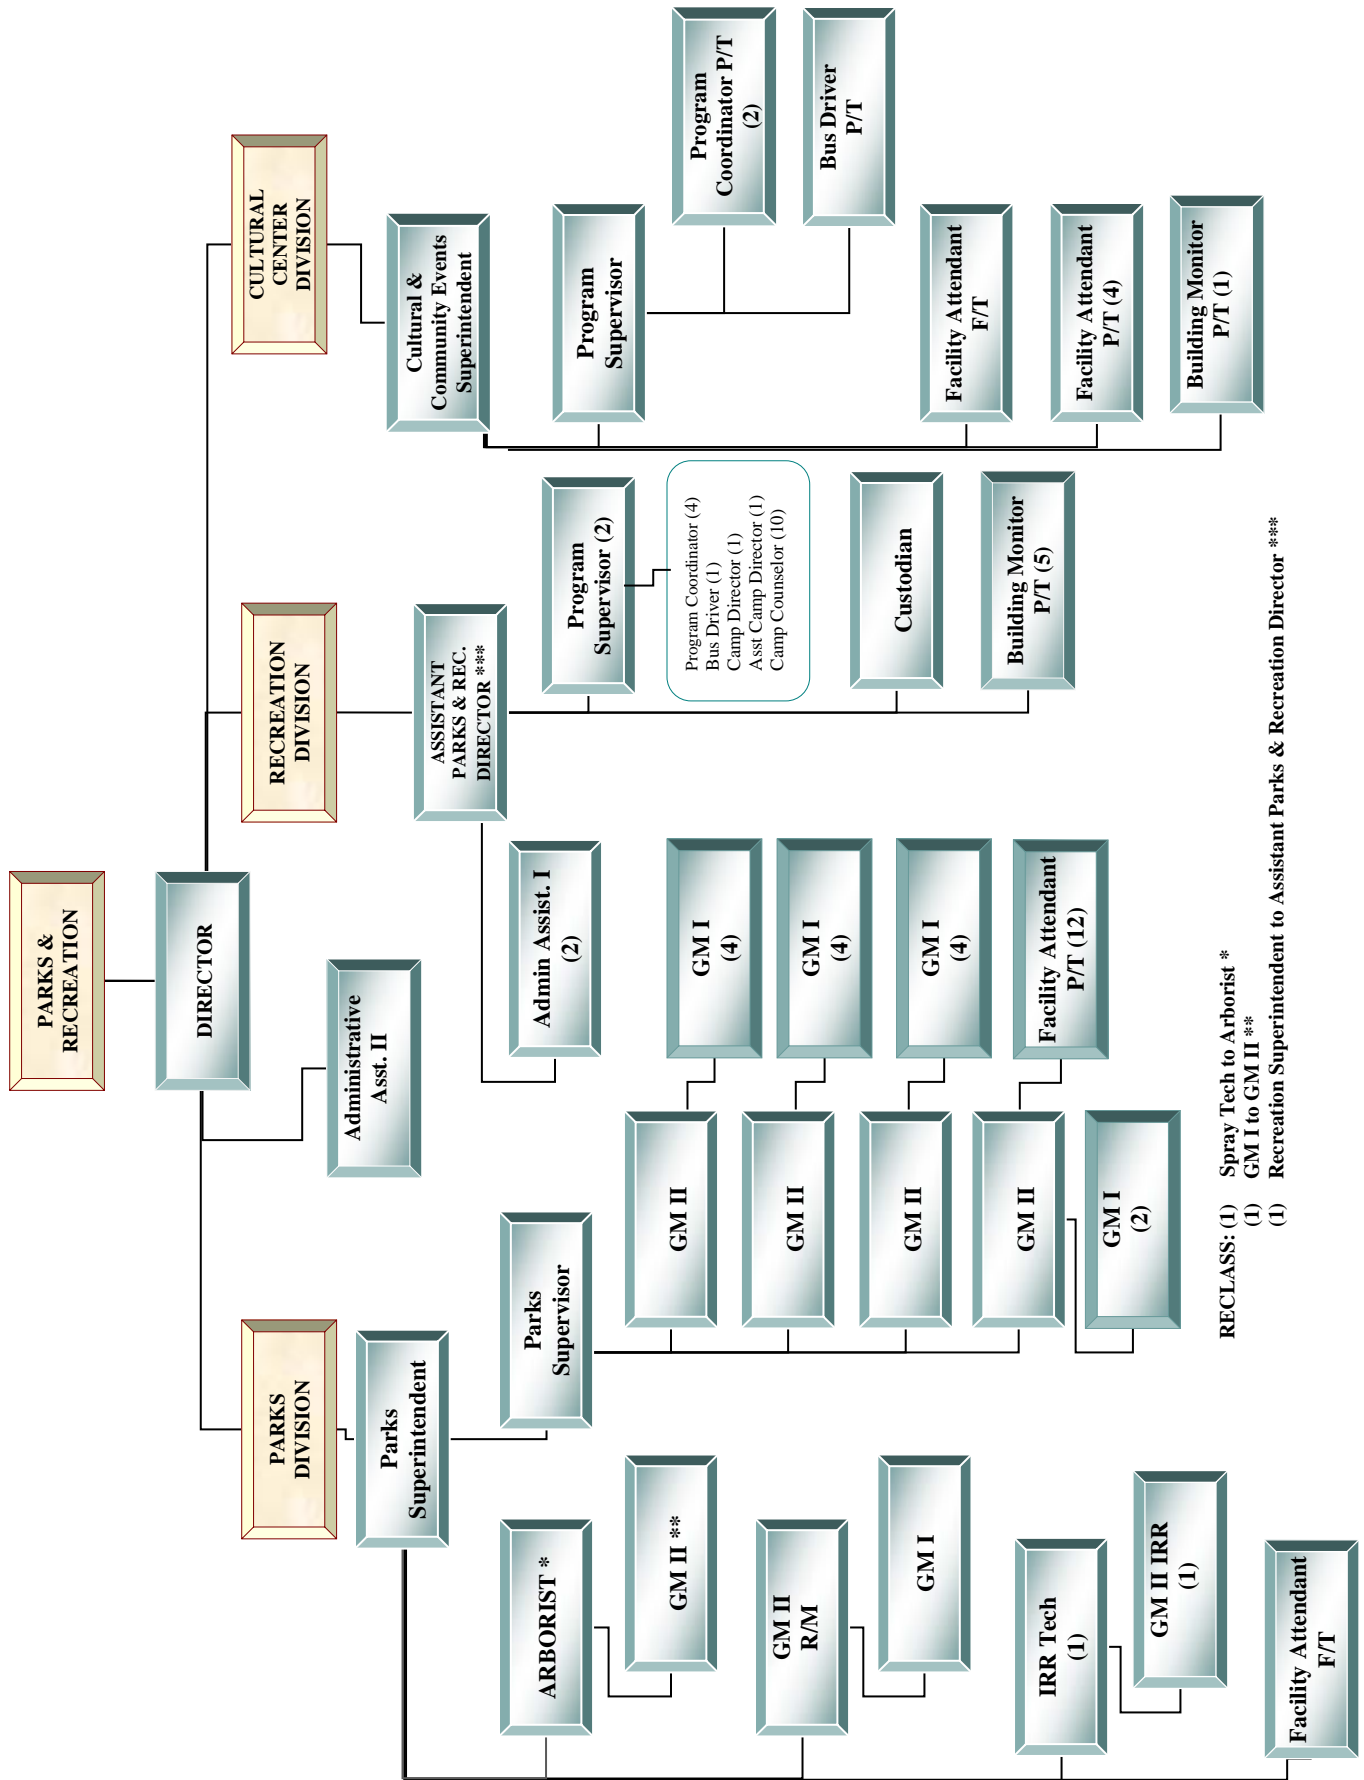 PARKS &
RECREATION
DIRECTOR
Administrative
Asst. II
PARKS
DIVISION
Parks
Superintendent
ARBORIST *
GM II **
GM II
R/M
GM I
IRR Tech
(1)
GM II IRR
(1)
Facility Attendant
F/T
Parks
Supervisor
GM II
GM I
(4)
GM II
GM I
(4)
GM II
GM I
(4)
GM II
Facility Attendant
P/T (12)
GM I
(2)
RECREATION
DIVISION
ASSISTANT
PARKS & REC.
DIRECTOR ***
Admin Assist. I
(2)
Program
Supervisor (2)
Program Coordinator (4)
Bus Driver (1)
Camp Director (1)
Asst Camp Director (1)
Camp Counselor (10)
Custodian
Building Monitor
P/T (5)
CULTURAL
CENTER
DIVISION
Cultural &
Community Events
Superintendent
Program
Supervisor
Program
Coordinator P/T
(2)
Bus Driver
P/T
Facility Attendant
F/T
Facility Attendant
P/T (4)
Building Monitor
P/T (1)
RECLASS: (1) Spray Tech to Arborist *
(1) GM I to GM II **
(1) Recreation Superintendent to Assistant Parks & Recreation Director ***